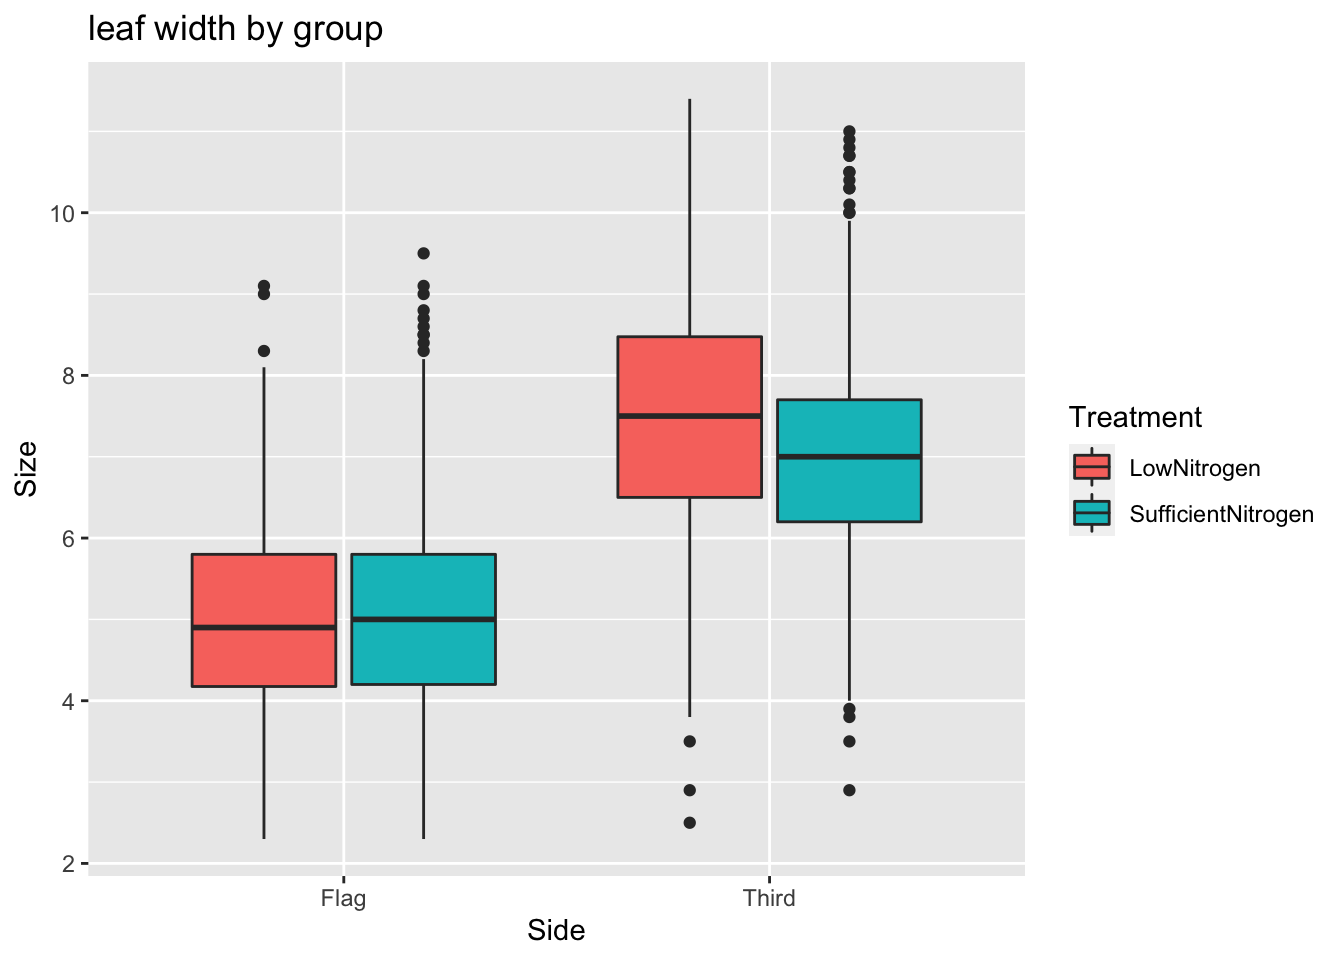 leaf width by group
Size
10
8
6
4
2
Flag
Third
Side
Treatment
LowNitrogen
SufficientNitrogen